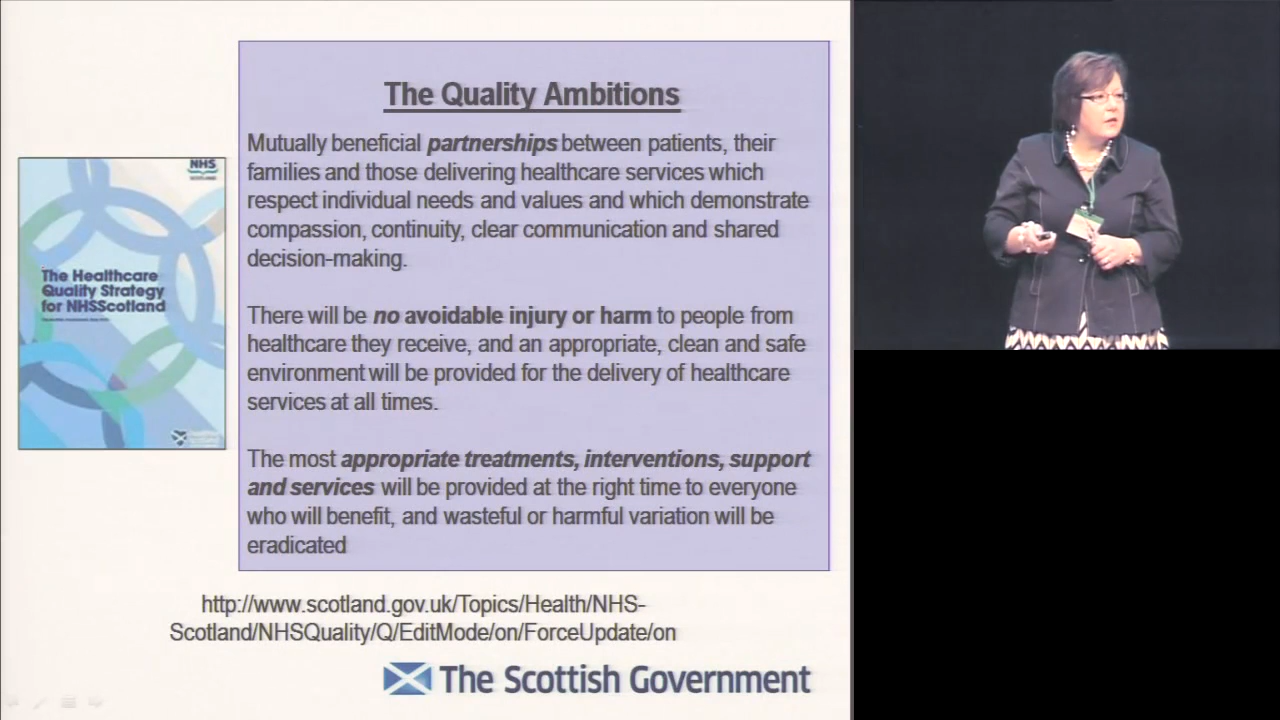 The Quality Ambitions
Mutually beneficial partnerships between patients, their
families and those delivering healthcare services which
respect individual needs and values and which demonstrate
compassion, continuity, clear communication and shared
decision-making.
There will be no avoidable injury or harm to people from
healthcare they receive, and an appropriate, clean and safe
environment will be provided for the delivery of healthcare
services at all times.
The most appropriate treatments, interventions, support
and services will be provided at the right time to everyone
who will benefit, and wasteful or harmful variation will be
eradicated
NHS
SCOTLAND
The Healthcare
Quality Strategy
for NHSScotland
http://www.scotland.gov.uk/Topics/Health/NHS-
Scotland/NHSQuality/Q/EditMode/on/ForceUpdate/on
The Scottish Government